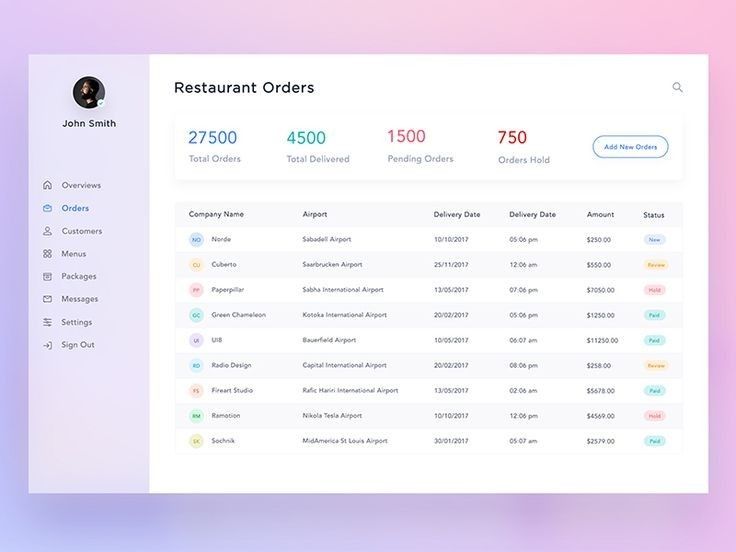 John Smith
Overviews
Orders
Customers
Menus
Packages
Messages
Settings
Sign Out
Restaurant Orders
27500 4500 1500 750
Total Orders Total Delivered Pending Orders Orders Hold
Add New Orders
Company Name Airport Delivery Date Delivery Date Amount Status
NO Norde Sabadell Airport 10/10/2017 05:06 pm $250.00 New
CU Cuberto Saarbrucken Airport 25/11/2017 12:06 am $550.00 Review
PP Paperpillar Sabha International Airport 13/05/2017 07:06 pm $7050.00 Hold
GC Green Chameleon Kotoka International Airport 20/02/2017 05:06 pm $1250.00 Paid
UI UI8 Bauerfield Airport 10/05/2017 06:07 am $11250.00 Paid
RD Radio Design Capital International Airport 20/02/2017 08:06 pm $258.00 Review
FS Fireart Studio Rafic Hariri International Airport 13/05/2017 02:06 am $5678.00 Paid
RM Ramotion Nikola Tesla Airport 10/10/2017 12:06 pm $4569.00 Hold
SK Sochnik MidAmerica St Louis Airport 30/01/2017 05:07 am $2579.00 Paid